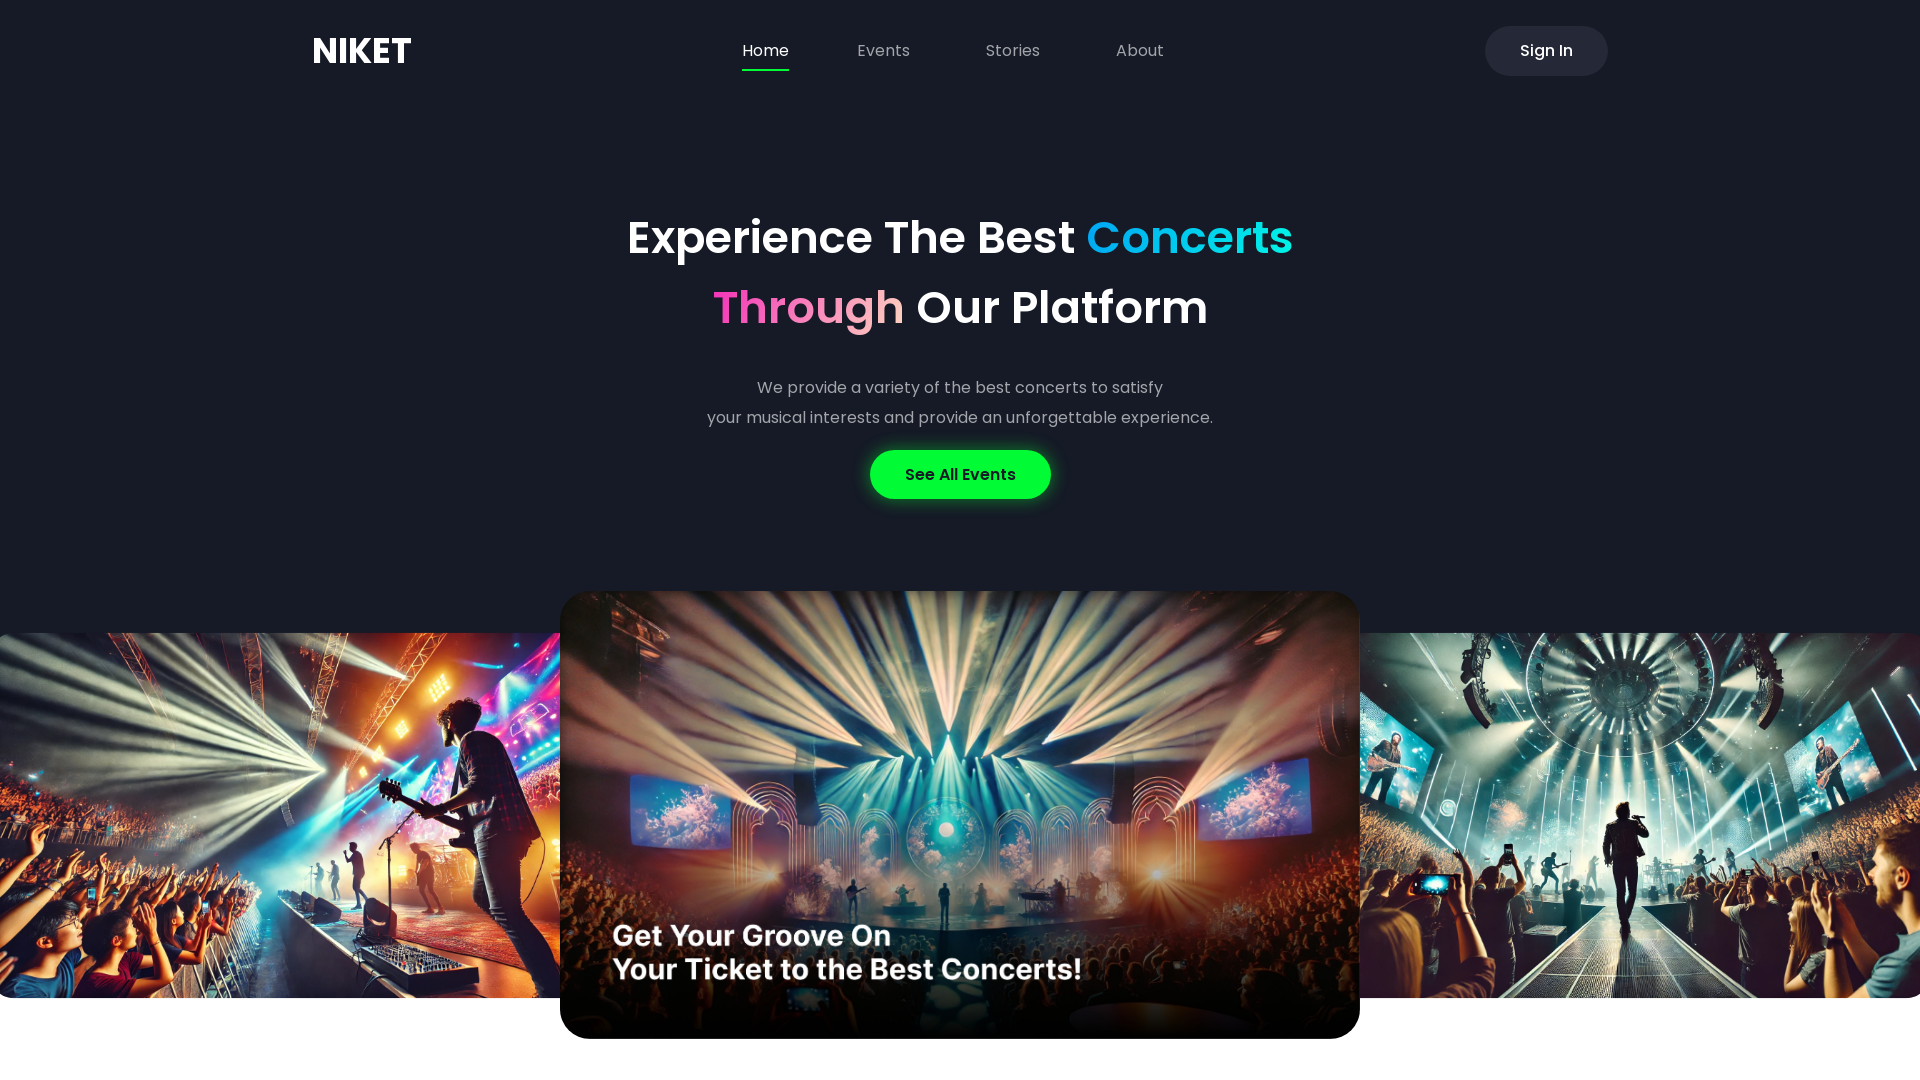 NIKET
Home
Events
Stories
About
Sign In
Experience The Best Concerts
Through Our Platform
We provide a variety of the best concerts to satisfy
your musical interests and provide an unforgettable experience.
See All Events
Get Your Groove On
Your Ticket to the Best Concerts!